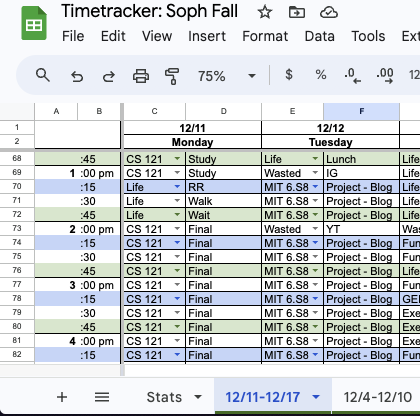 Timetracker: Soph Fall
File Edit View Insert Format Data Tools Ext
75% $ % .0 .00 12
A B C D E F
1 12/11 12/12
2 Monday Tuesday
68 :45 CS 121 Study Life Lunch Life
69 1 :00 pm CS 121 Study Wasted IG Life
70 :15 Life RR MIT 6.S8 Project - Blog Life
71 :30 Life Walk MIT 6.S8 Project - Blog Life
72 :45 Life Wait MIT 6.S8 Project - Blog Life
73 2 :00 pm CS 121 Final Wasted YT Was
74 :15 CS 121 Final MIT 6.S8 Project - Blog Fun
75 :30 CS 121 Final MIT 6.S8 Project - Blog Fun
76 :45 CS 121 Final MIT 6.S8 Project - Blog Life
77 3 :00 pm CS 121 Final MIT 6.S8 Project - Blog Fun
78 :15 CS 121 Final MIT 6.S8 Project - Blog GE
79 :30 CS 121 Final MIT 6.S8 Project - Blog Exe
80 :45 CS 121 Final MIT 6.S8 Project - Blog Exe
81 4 :00 pm CS 121 Final MIT 6.S8 Project - Blog Fun
82 :15 CS 121 Final MIT 6.S8 Project - Blog Exe
Stats 12/11-12/17 12/4-12/10